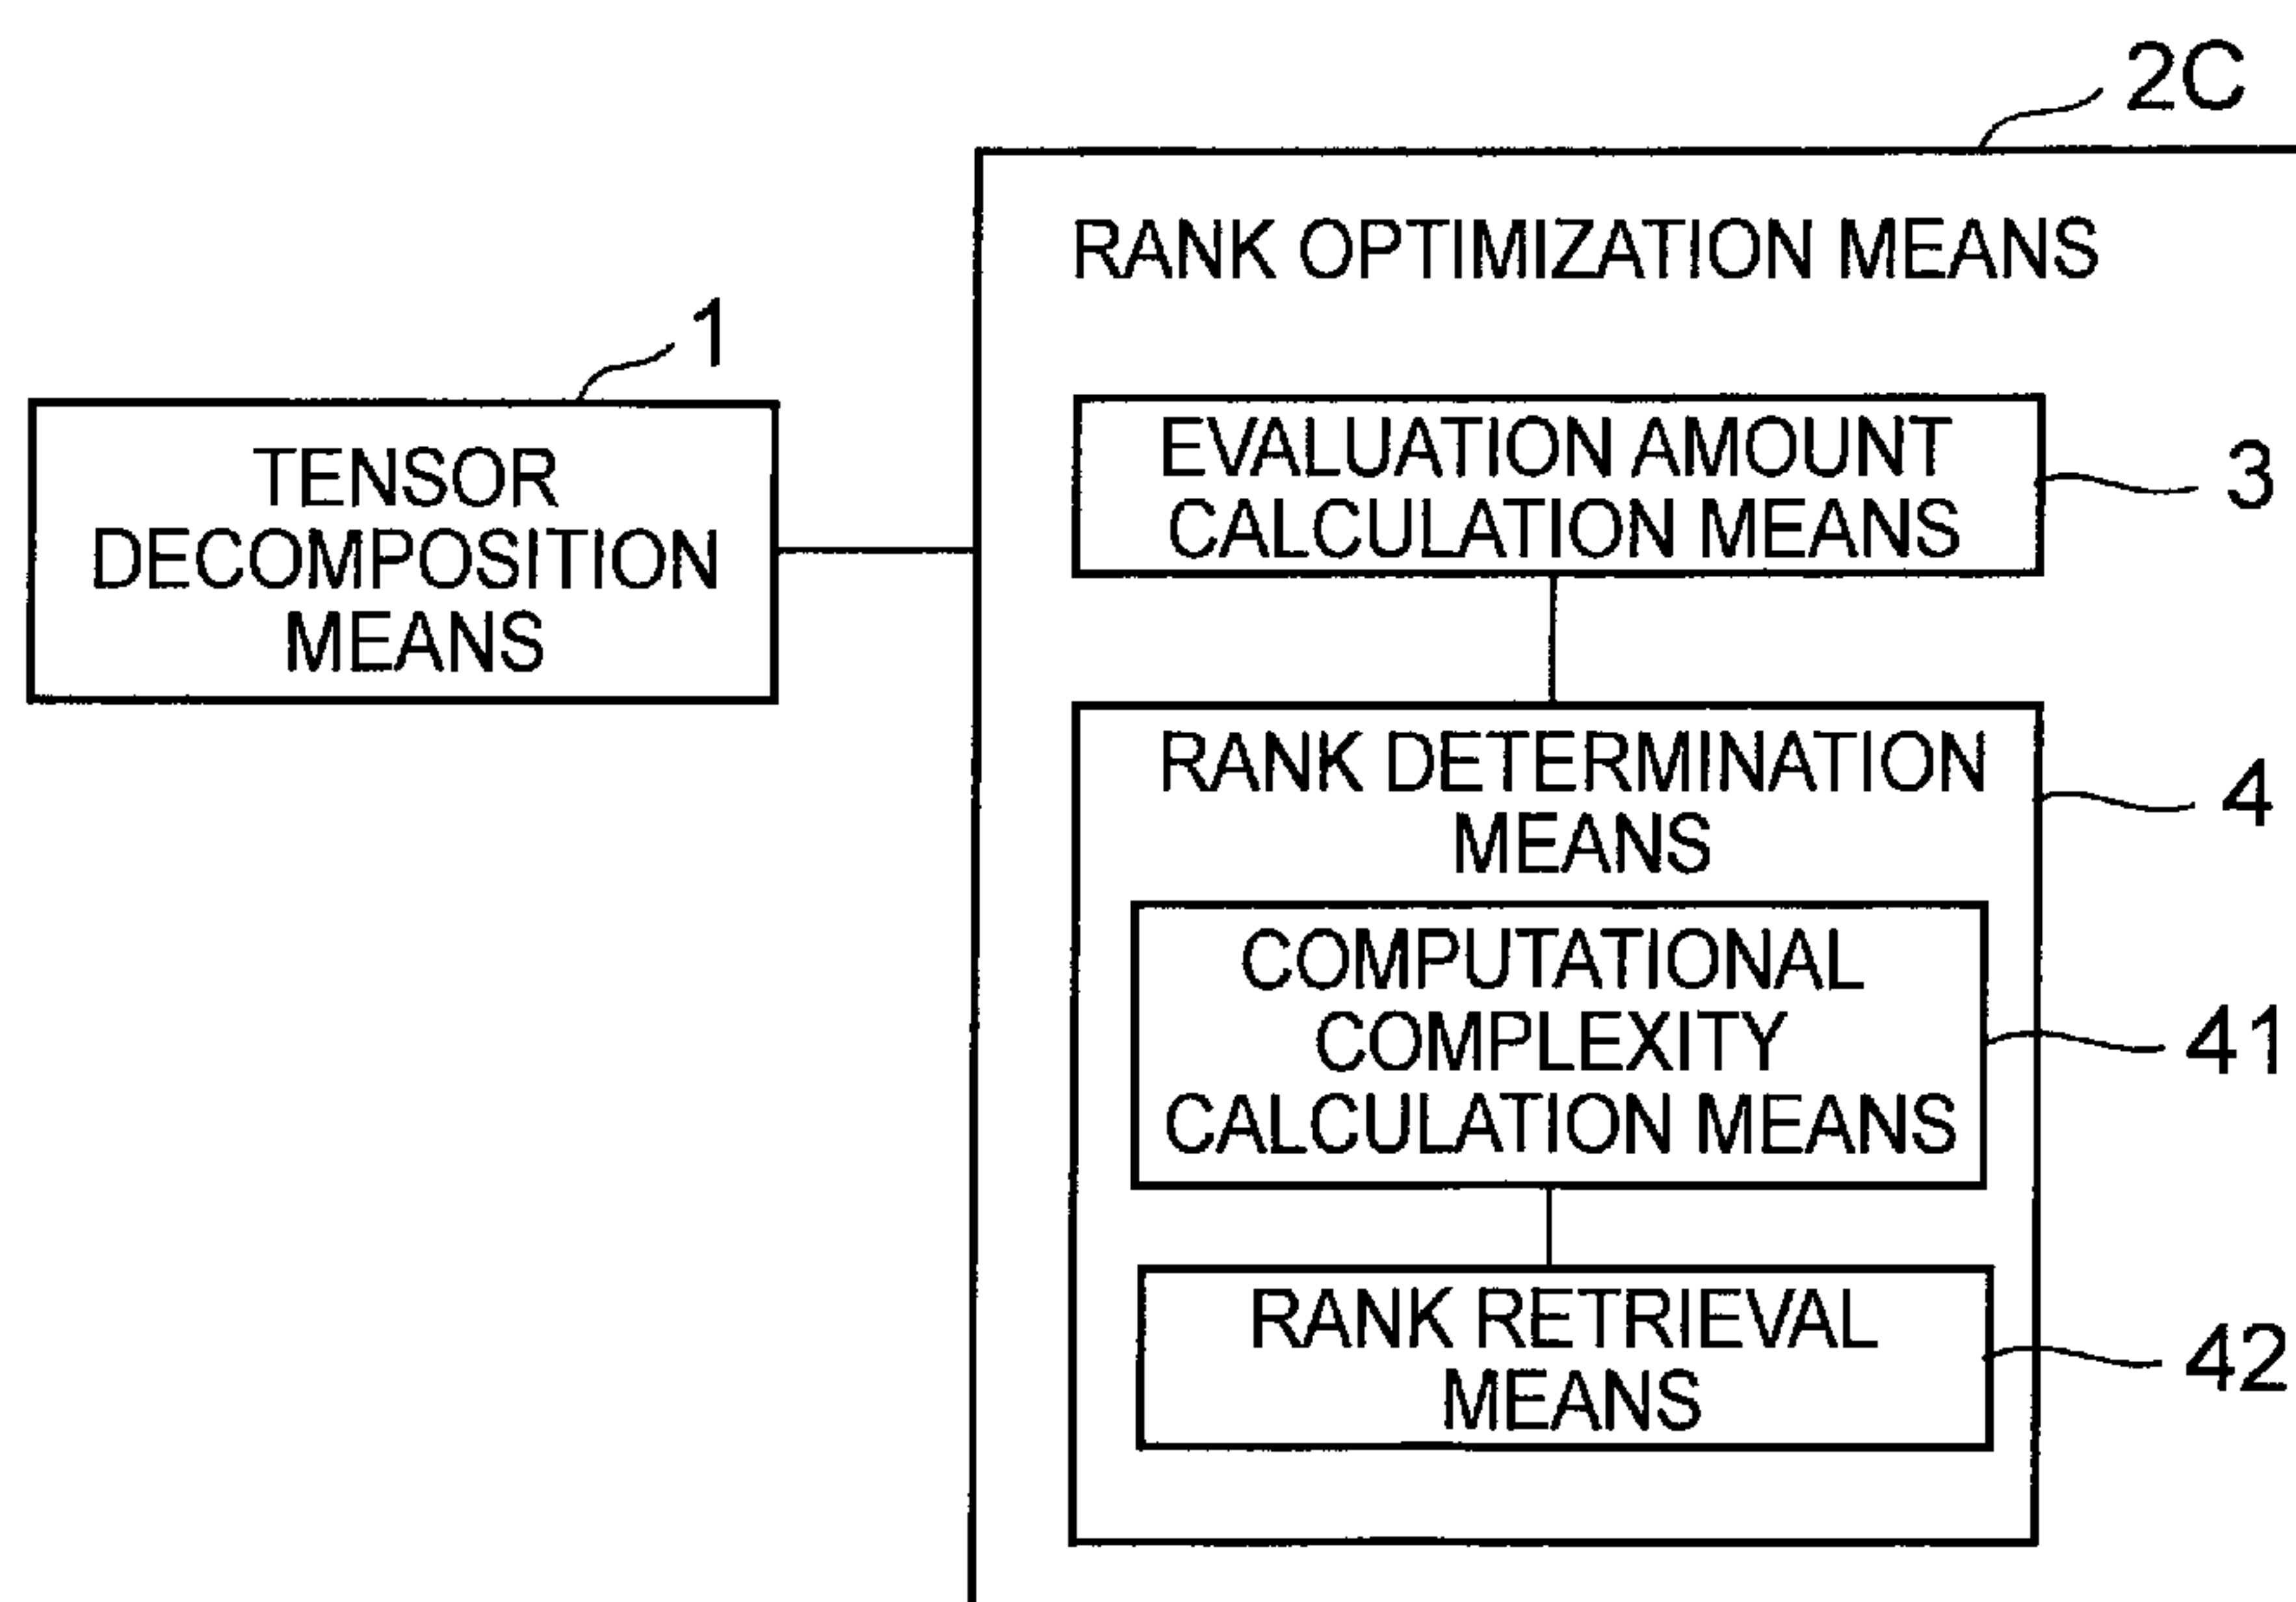 2C
RANK OPTIMIZATION MEANS
1
TENSOR
DECOMPOSITION
MEANS
EVALUATION AMOUNT
CALCULATION MEANS
3
RANK DETERMINATION
MEANS
4
COMPUTATIONAL
COMPLEXITY
CALCULATION MEANS
41
RANK RETRIEVAL
MEANS
42